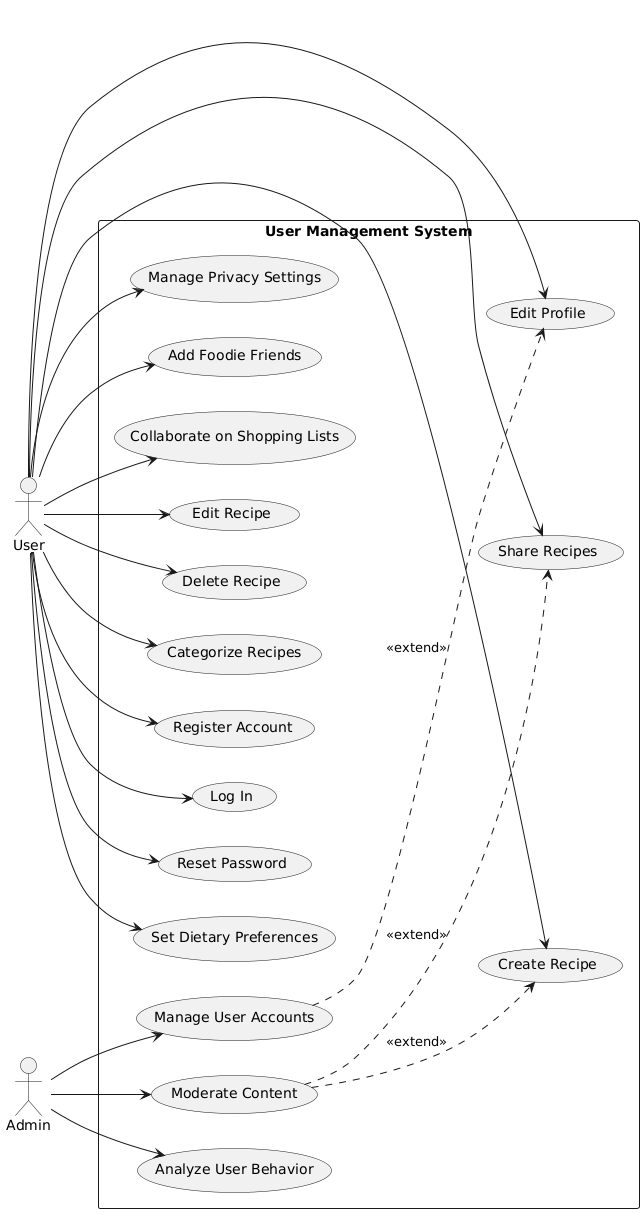 User Management System
Manage Privacy Settings
Edit Profile
Add Foodie Friends
Collaborate on Shopping Lists
Edit Recipe
User
Share Recipes
Delete Recipe
«extend»
Categorize Recipes
Register Account
Log In
Reset Password
«extend»
Set Dietary Preferences
Create Recipe
Manage User Accounts
«extend»
Moderate Content
Admin
Analyze User Behavior